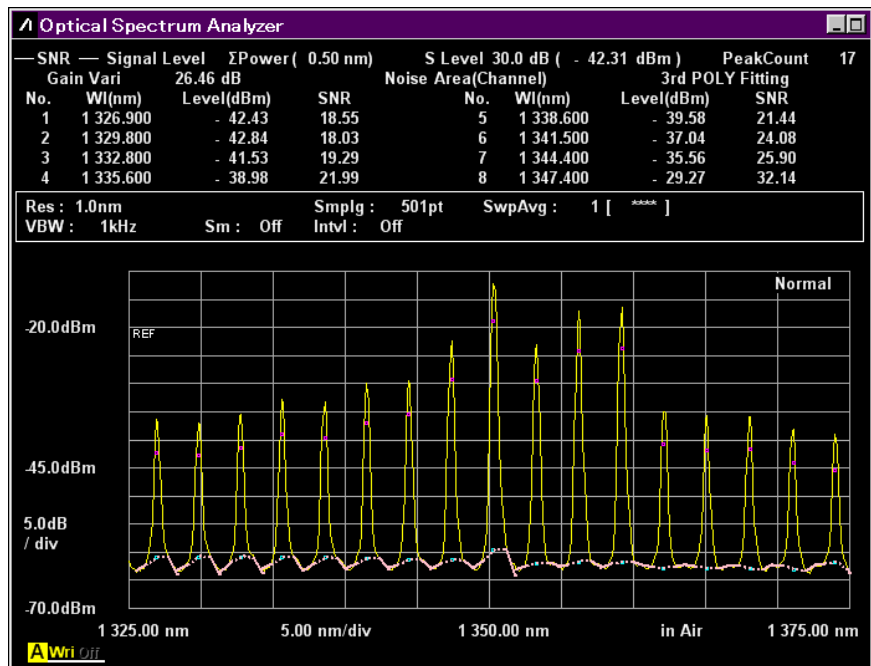 Optical Spectrum Analyzer
SNR Signal Level ΣPower( 0.50 nm) S Level 30.0 dB ( - 42.31 dBm ) PeakCount 17
Gain Vari 26.46 dB Noise Area(Channel) 3rd POLY Fitting
No. Wl(nm) Level(dBm) SNR No. Wl(nm) Level(dBm) SNR
1 1 326.900 - 42.43 18.55 5 1 338.600 - 39.58 21.44
2 1 329.800 - 42.84 18.03 6 1 341.500 - 37.04 24.08
3 1 332.800 - 41.53 19.29 7 1 344.400 - 35.56 25.90
4 1 335.600 - 38.98 21.99 8 1 347.400 - 29.27 32.14
Res : 1.0nm Smplg : 501pt SwpAvg : 1 [ **** ]
VBW : 1kHz Sm : Off Intvl : Off
Normal
-20.0dBm
REF
-45.0dBm
5.0dB
/ div
-70.0dBm
1 325.00 nm 5.00 nm/div 1 350.00 nm in Air 1 375.00 nm
A Wri Off